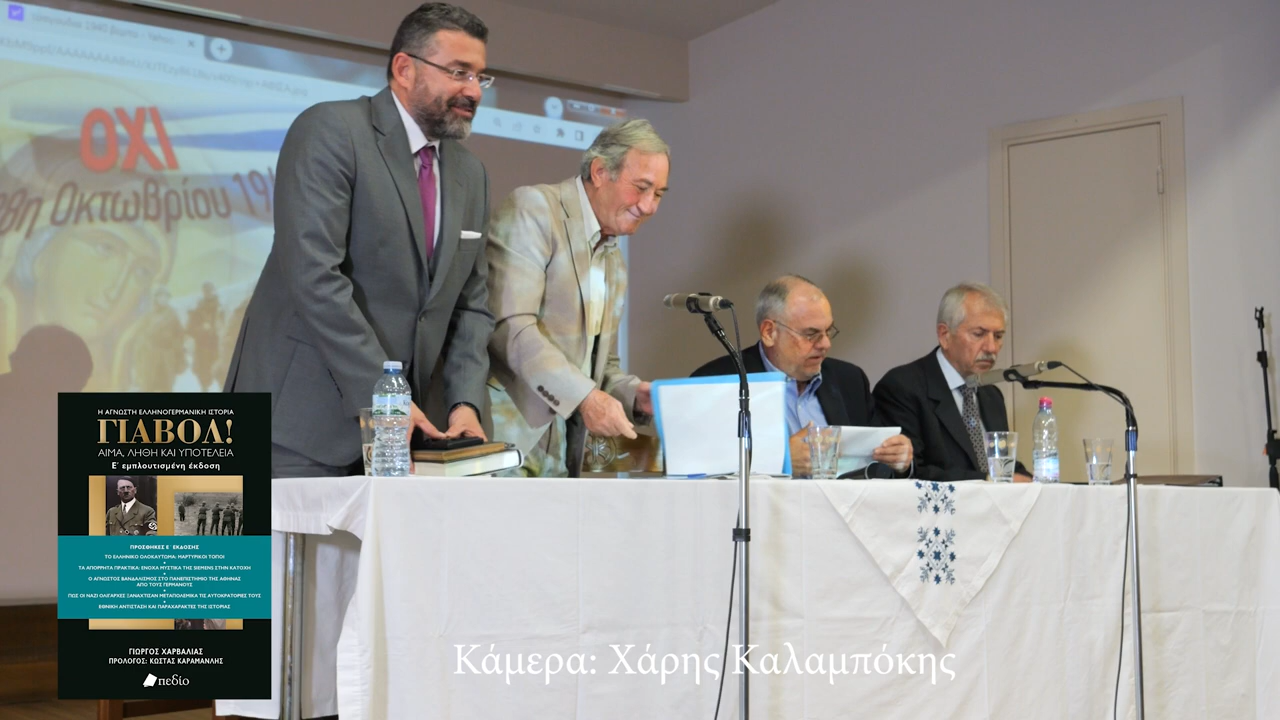 ΟΧΙ
28η Οκτωβρίου
Η ΑΓΝΩΣΤΗ ΕΛΛΗΝΟΓΕΡΜΑΝΙΚΗ ΙΣΤΟΡΙΑ
ΓΙΑΒΟΛ!
ΑΙΜΑ, ΛΗΘΗ ΚΑΙ ΥΠΟΤΕΛΕΙΑ
Ε΄ εμπλουτισμένη έκδοση
ΠΡΟΣΘΗΚΕΣ Ε΄ ΕΚΔΟΣΗΣ
ΤΟ ΕΛΛΗΝΙΚΟ ΟΛΟΚΑΥΤΩΜΑ: ΜΑΡΤΥΡΙΚΟΙ ΤΟΠΟΙ
ΤΑ ΑΠΟΡΡΗΤΑ ΠΡΑΚΤΙΚΑ: ΕΝΟΧΑ ΜΥΣΤΙΚΑ ΤΗΣ SIEMENS ΣΤΗΝ ΚΑΤΟΧΗ
Ο ΑΓΝΩΣΤΟΣ ΒΑΝΔΑΛΙΣΜΟΣ ΣΤΟ ΠΑΝΕΠΙΣΤΗΜΙΟ ΤΗΣ ΑΘΗΝΑΣ
ΑΠΟ ΤΟΥΣ ΓΕΡΜΑΝΟΥΣ
ΠΩΣ ΟΙ ΝΑΖΙ ΟΛΙΓΑΡΧΕΣ ΞΑΝΑΧΤΙΣΑΝ ΜΕΤΑΠΟΛΕΜΙΚΑ ΤΙΣ ΑΥΤΟΚΡΑΤΟΡΙΕΣ ΤΟΥΣ
ΕΘΝΙΚΗ ΑΝΤΙΣΤΑΣΗ ΚΑΙ ΠΑΡΑΧΑΡΑΚΤΕΣ ΤΗΣ ΙΣΤΟΡΙΑΣ
ΓΙΩΡΓΟΣ ΧΑΡΒΑΛΙΑΣ
ΠΡΟΛΟΓΟΣ: ΚΩΣΤΑΣ ΚΑΡΑΜΑΝΛΗΣ
πεδίο
Κάμερα: Χάρης Καλαμπόκης